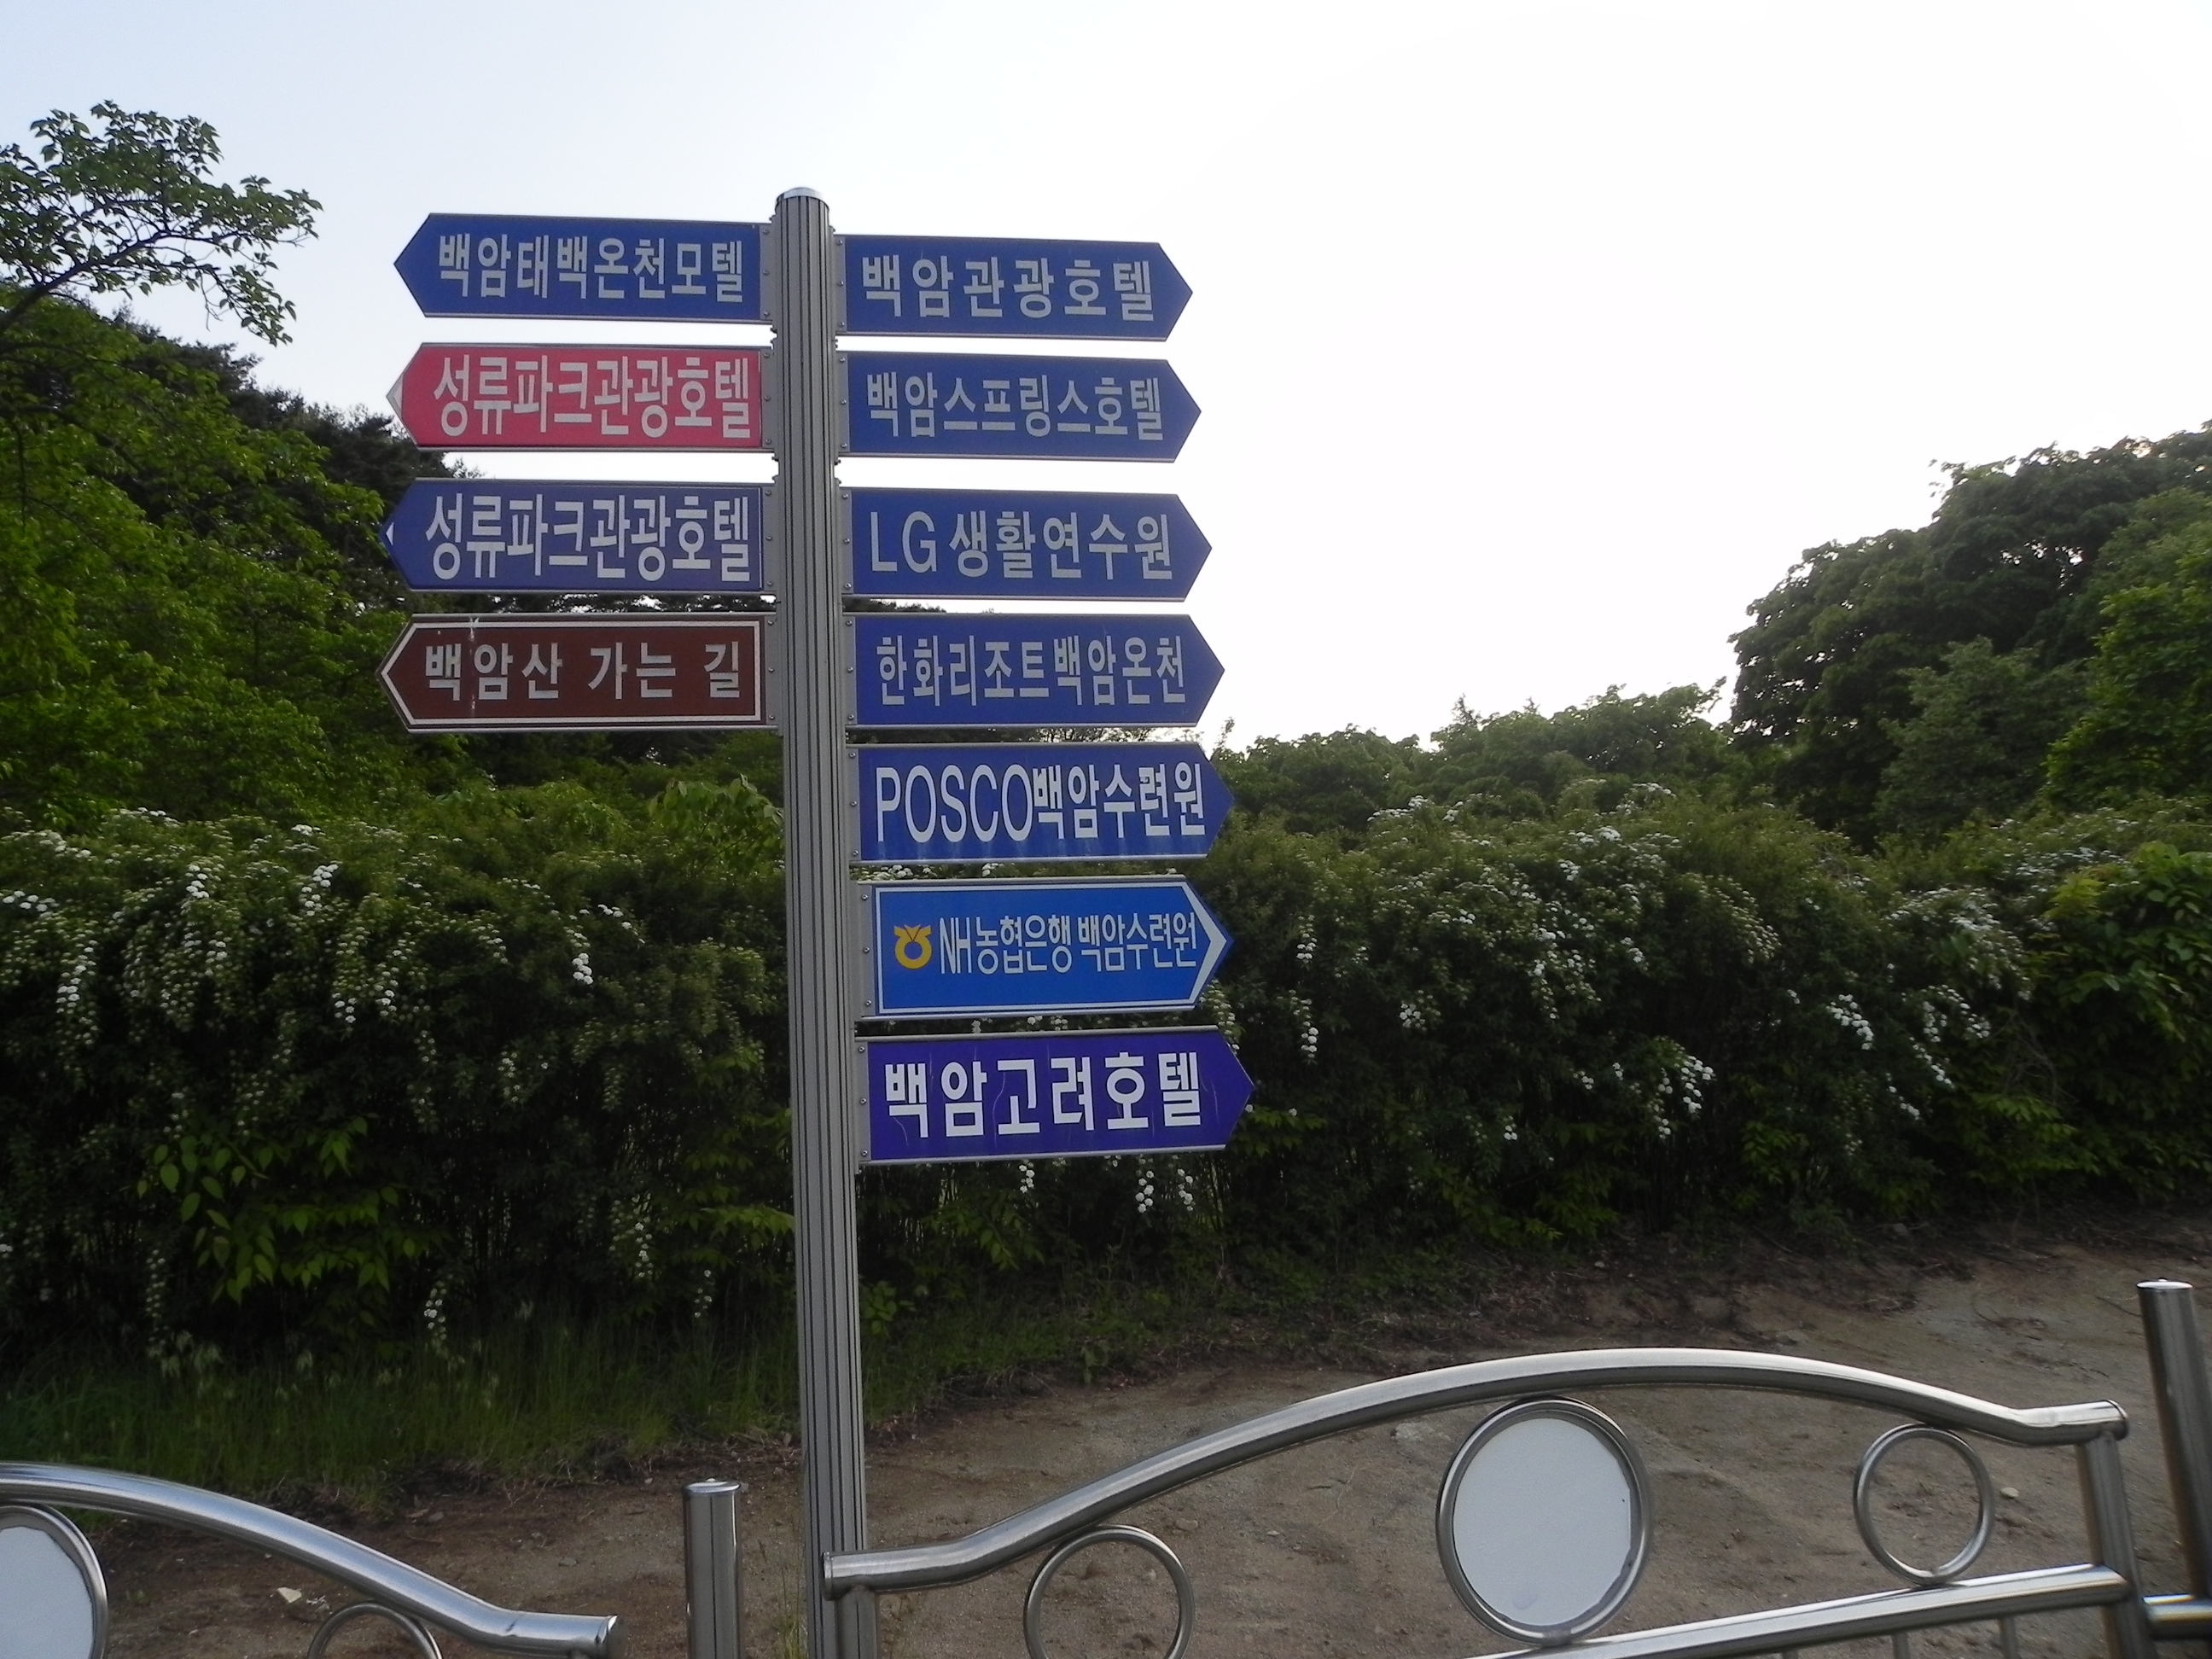 백암태백온천모텔
성류파크관광호텔
성류파크관광호텔
백암산 가는 길
백암관광호텔
백암스프링스호텔
LG생활연수원
한화리조트백암온천
POSCO백암수련원
NH농협은행 백암수련원
백암고려호텔